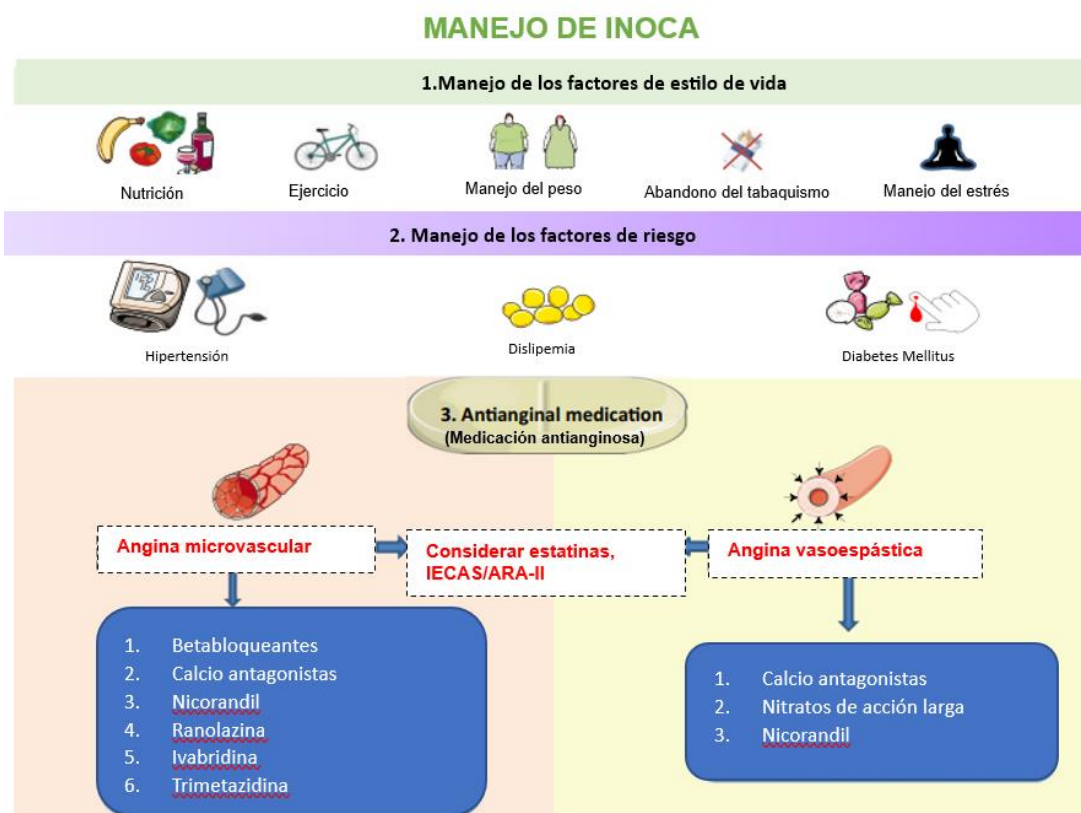 MANEJO DE INOCA
1.Manejo de los factores de estilo de vida
Nutrición
Ejercicio
Manejo del peso
Abandono del tabaquismo
Manejo del estrés
2. Manejo de los factores de riesgo
Hipertensión
Dislipemia
Diabetes Mellitus
3. Antianginal medication
(Medicación antianginosa)
Angina microvascular
Considerar estatinas,
IECAS/ARA-II
Angina vasoespástica
1. Betabloqueantes
2. Calcio antagonistas
3. Nicorandil
4. Ranolazina
5. Ivabridina
6. Trimetazidina
1. Calcio antagonistas
2. Nitratos de acción larga
3. Nicorandil